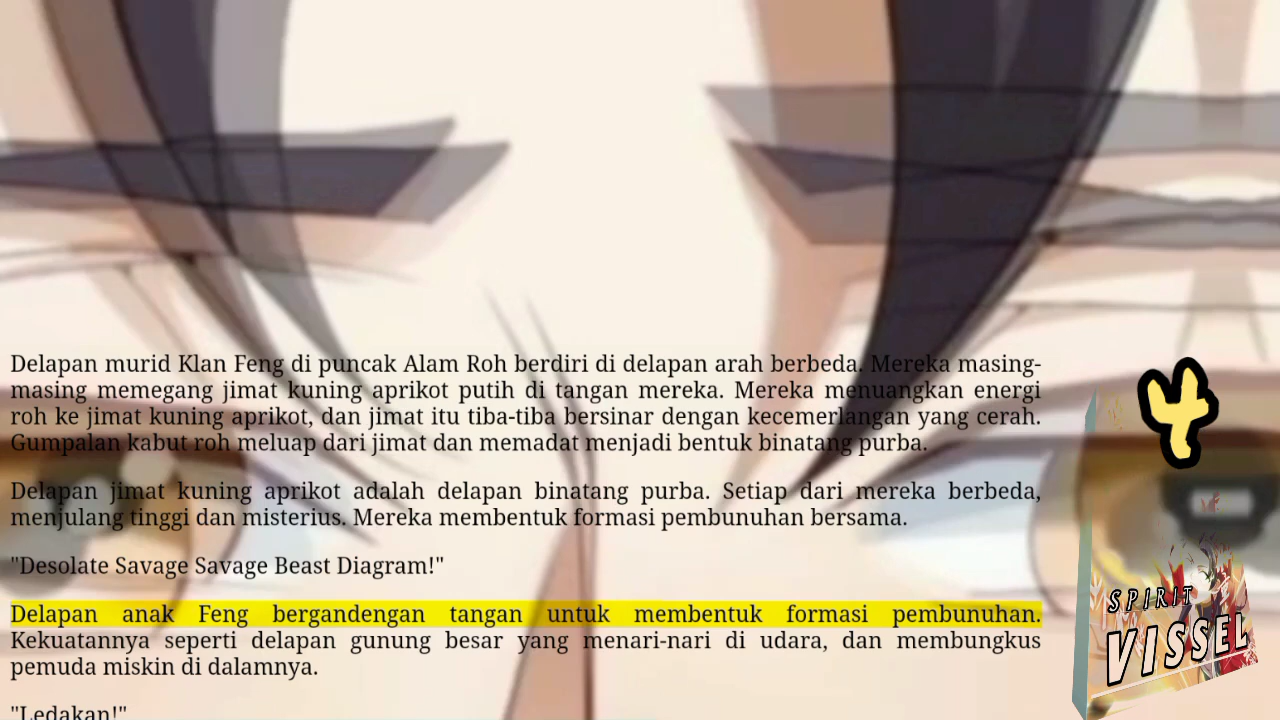 Delapan murid Klan Feng di puncak Alam Roh berdiri di delapan arah berbeda. Mereka masing-
masing memegang jimat kuning aprikot putih di tangan mereka. Mereka menuangkan energi
roh ke jimat kuning aprikot, dan jimat itu tiba-tiba bersinar dengan kecemerlangan yang cerah.
Gumpalan kabut roh meluap dari jimat dan memadat menjadi bentuk binatang purba.
Delapan jimat kuning aprikot adalah delapan binatang purba. Setiap dari mereka berbeda,
menjulang tinggi dan misterius. Mereka membentuk formasi pembunuhan bersama.
"Desolate Savage Savage Beast Diagram!"
Delapan anak Feng bergandengan tangan untuk membentuk formasi pembunuhan.
Kekuatannya seperti delapan gunung besar yang menari-nari di udara, dan membungkus
pemuda miskin di dalamnya.
"Ledakan!"
4
SPIRIT
VISSEL